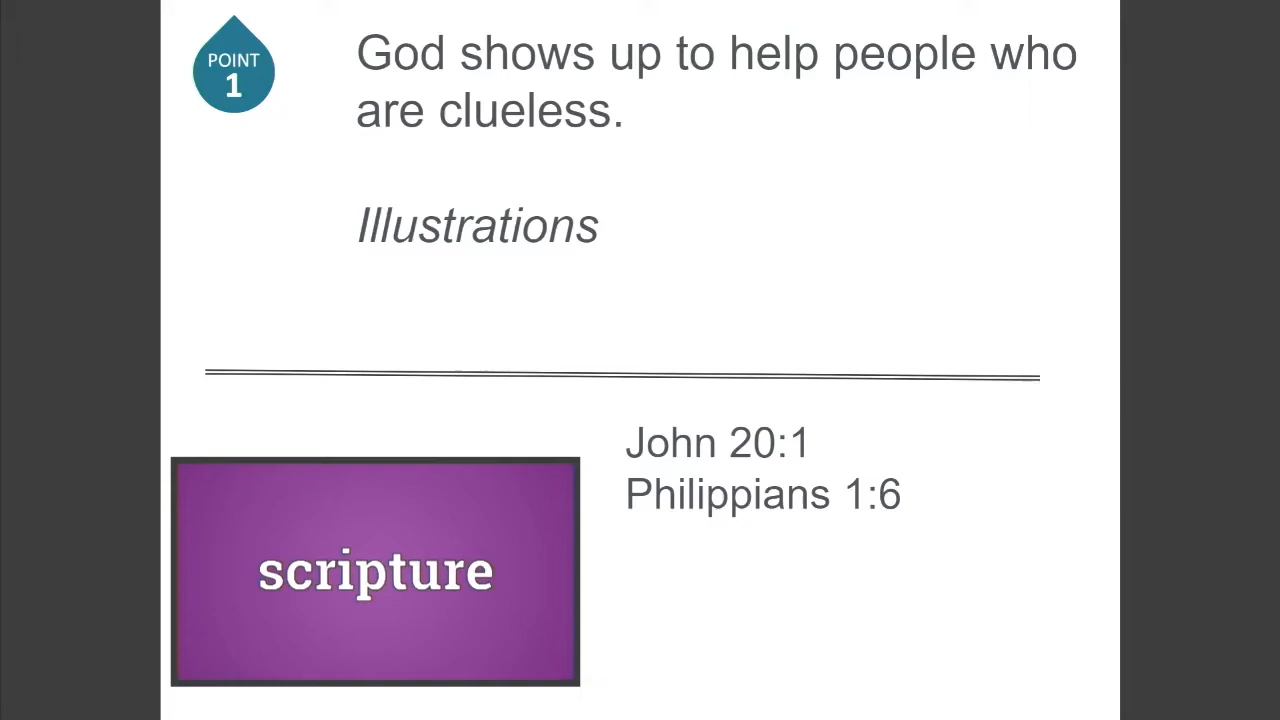 POINT
1
God shows up to help people who
are clueless.
Illustrations
John 20:1
Philippians 1:6
scripture